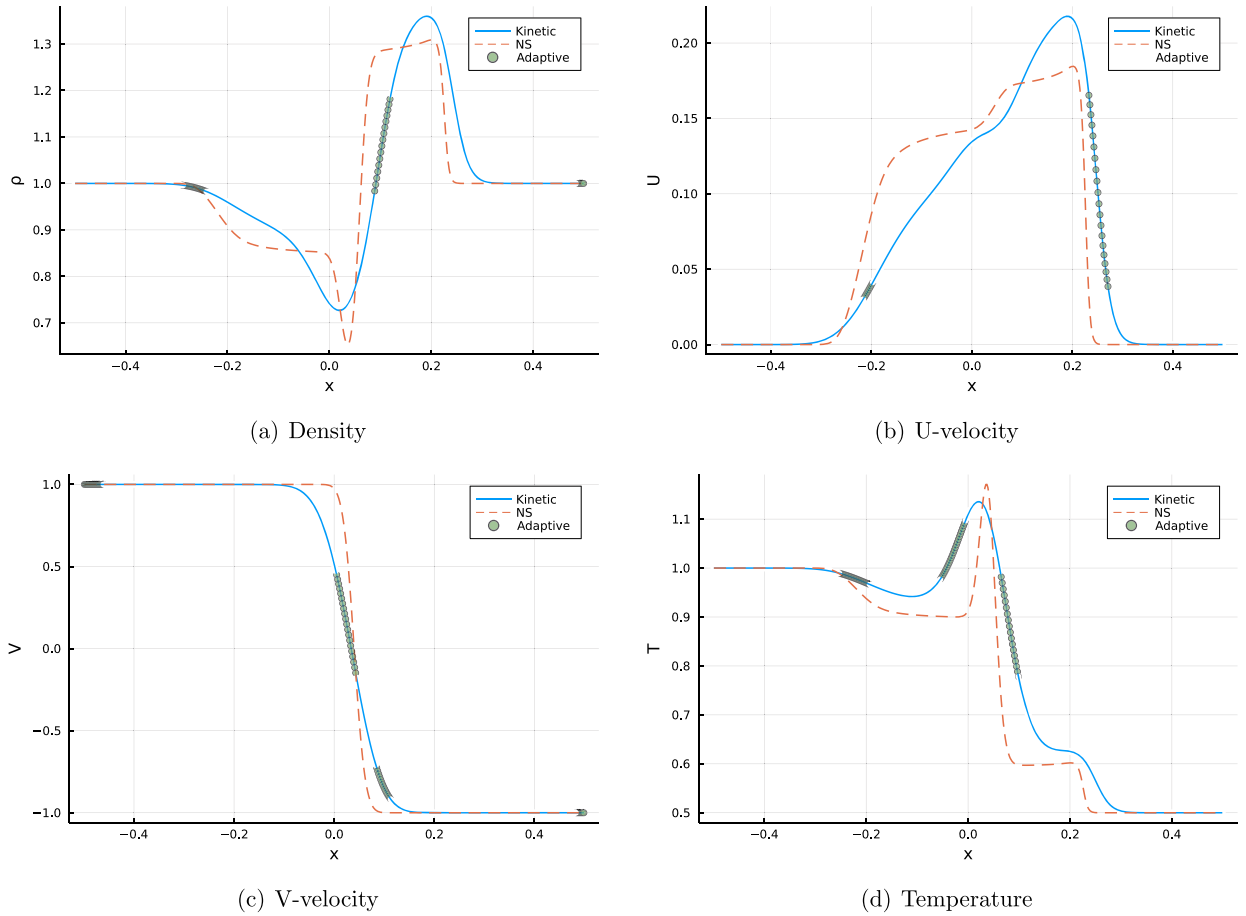 1.3
1.2
1.1
1.0
0.9
0.8
0.7
ρ
−0.4
−0.2
0.0
0.2
0.4
x
Kinetic
NS
Adaptive
(a) Density
0.20
0.15
0.10
0.05
0.00
U
−0.4
−0.2
0.0
0.2
0.4
x
Kinetic
NS
Adaptive
(b) U-velocity
1.0
0.5
0.0
−0.5
−1.0
V
−0.4
−0.2
0.0
0.2
0.4
x
Kinetic
NS
Adaptive
(c) V-velocity
1.1
1.0
0.9
0.8
0.7
0.6
0.5
T
−0.4
−0.2
0.0
0.2
0.4
x
Kinetic
NS
Adaptive
(d) Temperature